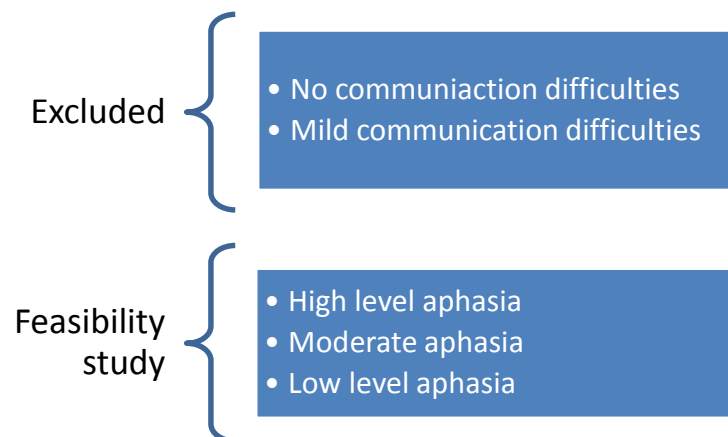 Excluded
• No communiaction difficulties
• Mild communication difficulties
Feasibility
study
• High level aphasia
• Moderate aphasia
• Low level aphasia